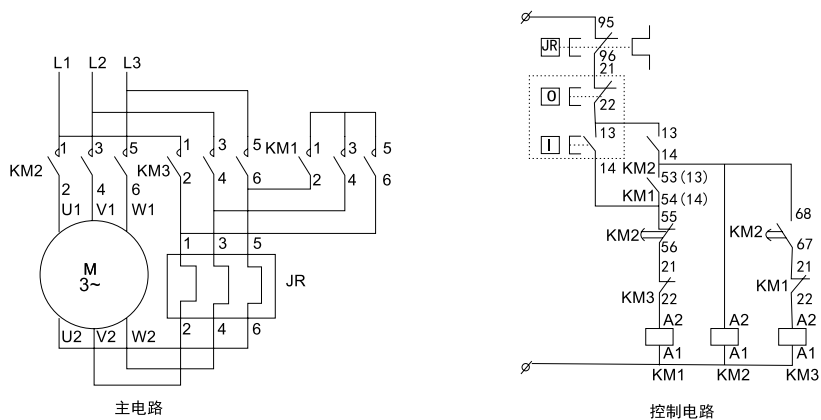 L1 L2 L3
1 3 5 1 3 5 KM1 1 3 5
KM2 KM3
2 4 6 2 4 6 2 4 6
U1 V1 W1
1 3 5
M
3~
JR
2 4 6
U2 V2 W2
主电路
95
JR
96
21
O
22
13 13
I
14 14
KM2
53(13)
KM1
54(14)
55 68
KM2 KM2
56 67
21 21
KM3 KM1
22 22
A2 A2 A2
A1 A1 A1
KM1 KM2 KM3
控制电路